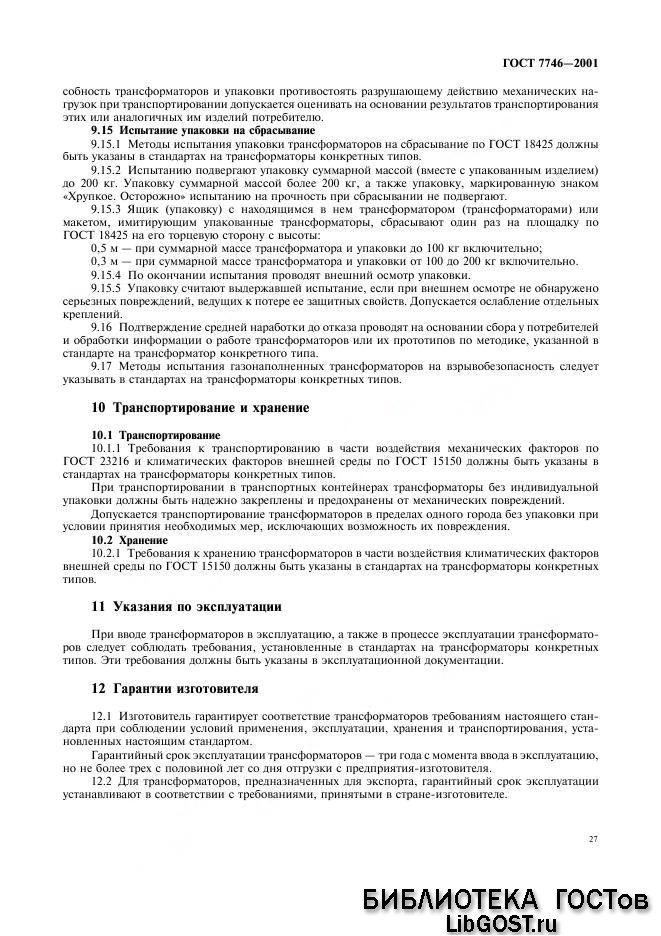 ГОСТ 7746—2001
собность трансформаторов и упаковки противостоять разрушающему действию механических на-
грузок при транспортировании допускается оценивать на основании результатов транспортирования
этих или аналогичных им изделий потребителю.
9.15 Испытание упаковки на сбрасывание
9.15.1 Методы испытания упаковки трансформаторов на сбрасывание по ГОСТ 18425 должны
быть указаны в стандартах на трансформаторы конкретных типов.
9.15.2 Испытанию подвергают упаковку суммарной массой (вместе с упакованным изделием)
до 200 кг. Упаковку суммарной массой более 200 кг, а также упаковку, маркированную знаком
«Хрупкое. Осторожно» испытанию на прочность при сбрасывании не подвергают.
9.15.3 Ящик (упаковку) с находящимся в нем трансформатором (трансформаторами) или
макетом, имитирующим упакованные трансформаторы, сбрасывают один раз на площадку по
ГОСТ 18425 на его торцевую сторону с высоты:
0,5 м — при суммарной массе трансформатора и упаковки до 100 кг включительно;
0,3 м — при суммарной массе трансформатора и упаковки от 100 до 200 кг включительно.
9.15.4 По окончании испытания проводят внешний осмотр упаковки.
9.15.5 Упаковку считают выдержавшей испытание, если при внешнем осмотре не обнаружено
серьезных повреждений, ведущих к потере ее защитных свойств. Допускается ослабление отдельных
креплений.
9.16 Подтверждение средней наработки до отказа проводят на основании сбора у потребителей
и обработки информации о работе трансформаторов или их прототипов по методике, указанной в
стандарте на трансформатор конкретного типа.
9.17 Методы испытания газонаполненных трансформаторов на взрывобезопасность следует
указывать в стандартах на трансформаторы конкретных типов.
10 Транспортирование и хранение
10.1 Транспортирование
10.1.1 Требования к транспортированию в части воздействия механических факторов по
ГОСТ 23216 и климатических факторов внешней среды по ГОСТ 15150 должны быть указаны в
стандартах на трансформаторы конкретных типов.
При транспортировании в транспортных контейнерах трансформаторы без индивидуальной
упаковки должны быть надежно закреплены и предохранены от механических повреждений.
Допускается транспортирование трансформаторов в пределах одного города без упаковки при
условии принятия необходимых мер, исключающих возможность их повреждения.
10.2 Хранение
10.2.1 Требования к хранению трансформаторов в части воздействия климатических факторов
внешней среды по ГОСТ 15150 должны быть указаны в стандартах на трансформаторы конкретных
типов.
11 Указания по эксплуатации
При вводе трансформаторов в эксплуатацию, а также в процессе эксплуатации трансформато-
ров следует соблюдать требования, установленные в стандартах на трансформаторы конкретных
типов. Эти требования должны быть указаны в эксплуатационной документации.
12 Гарантии изготовителя
12.1 Изготовитель гарантирует соответствие трансформаторов требованиям настоящего стан-
дарта при соблюдении условий применения, эксплуатации, хранения и транспортирования, уста-
новленных настоящим стандартом.
Гарантийный срок эксплуатации трансформаторов — три года с момента ввода в эксплуатацию,
но не более трех с половиной лет со дня отгрузки с предприятия-изготовителя.
12.2 Для трансформаторов, предназначенных для экспорта, гарантийный срок эксплуатации
устанавливают в соответствии с требованиями, принятыми в стране-изготовителе.
27
БИБЛИОТЕКА ГОСТов
LibGOST.ru